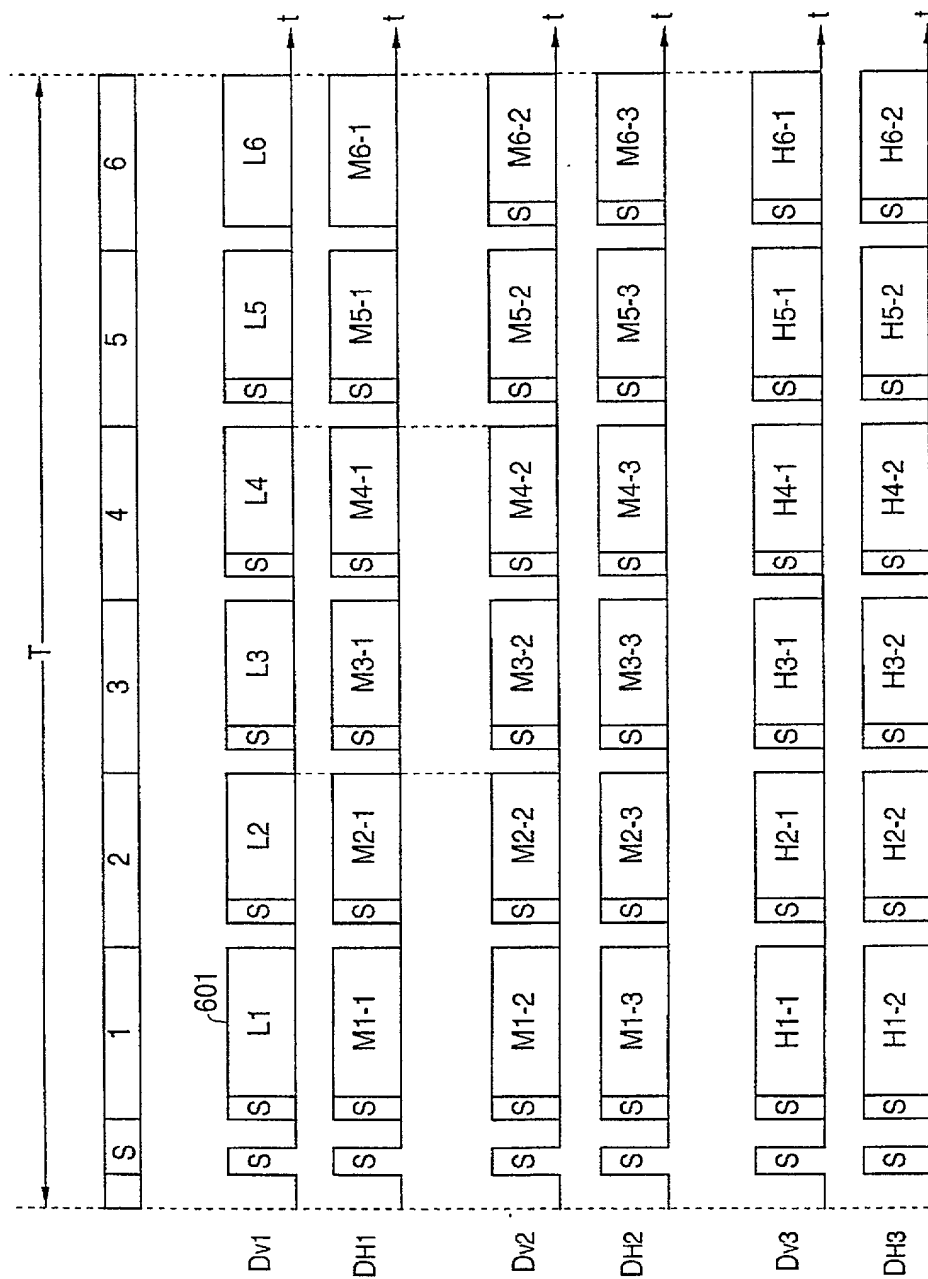 T
S 1 2 3 4 5 6
601
DV1 S S L1 S L2 S L3 S L4 S L5 L6 t
DH1 S S M1-1 S M2-1 S M3-1 S M4-1 S M5-1 M6-1 t
DV2 S S M1-2 S M2-2 S M3-2 S M4-2 S M5-2 S M6-2 t
DH2 S S M1-3 S M2-3 S M3-3 S M4-3 S M5-3 S M6-3 t
DV3 S S H1-1 S H2-1 S H3-1 S H4-1 S H5-1 S H6-1 t
DH3 S S H1-2 S H2-2 S H3-2 S H4-2 S H5-2 S H6-2 t